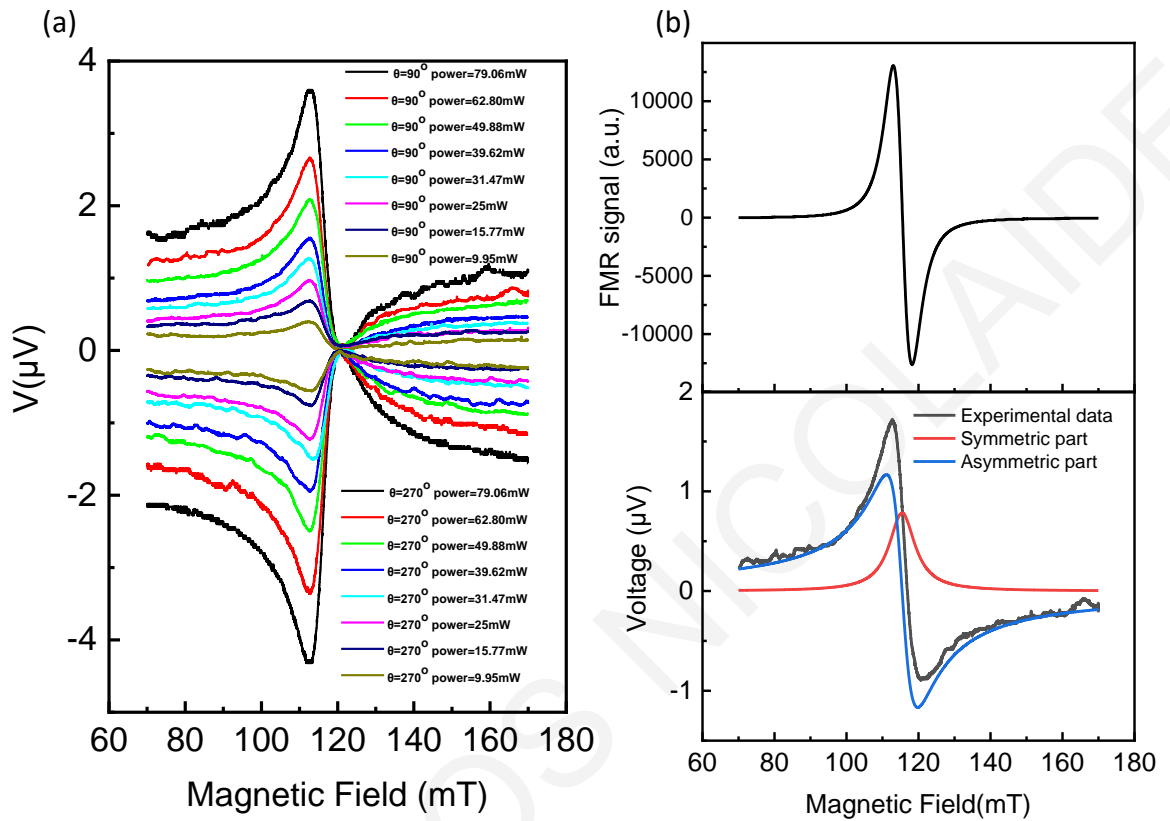 (a)
4
2
0
-2
-4
V(µV)
θ=90° power=79.06mW
θ=90° power=62.80mW
θ=90° power=49.88mW
θ=90° power=39.62mW
θ=90° power=31.47mW
θ=90° power=25mW
θ=90° power=15.77mW
θ=90° power=9.95mW
θ=270° power=79.06mW
θ=270° power=62.80mW
θ=270° power=49.88mW
θ=270° power=39.62mW
θ=270° power=31.47mW
θ=270° power=25mW
θ=270° power=15.77mW
θ=270° power=9.95mW
60 80 100 120 140 160 180
Magnetic Field (mT)
(b)
10000
5000
0
-5000
-10000
FMR signal (a.u.)
2
2
1
0
-1
Voltage (µV)
Experimental data
Symmetric part
Asymmetric part
60 80 100 120 140 160 180
Magnetic Field(mT)
NICOLAIDE